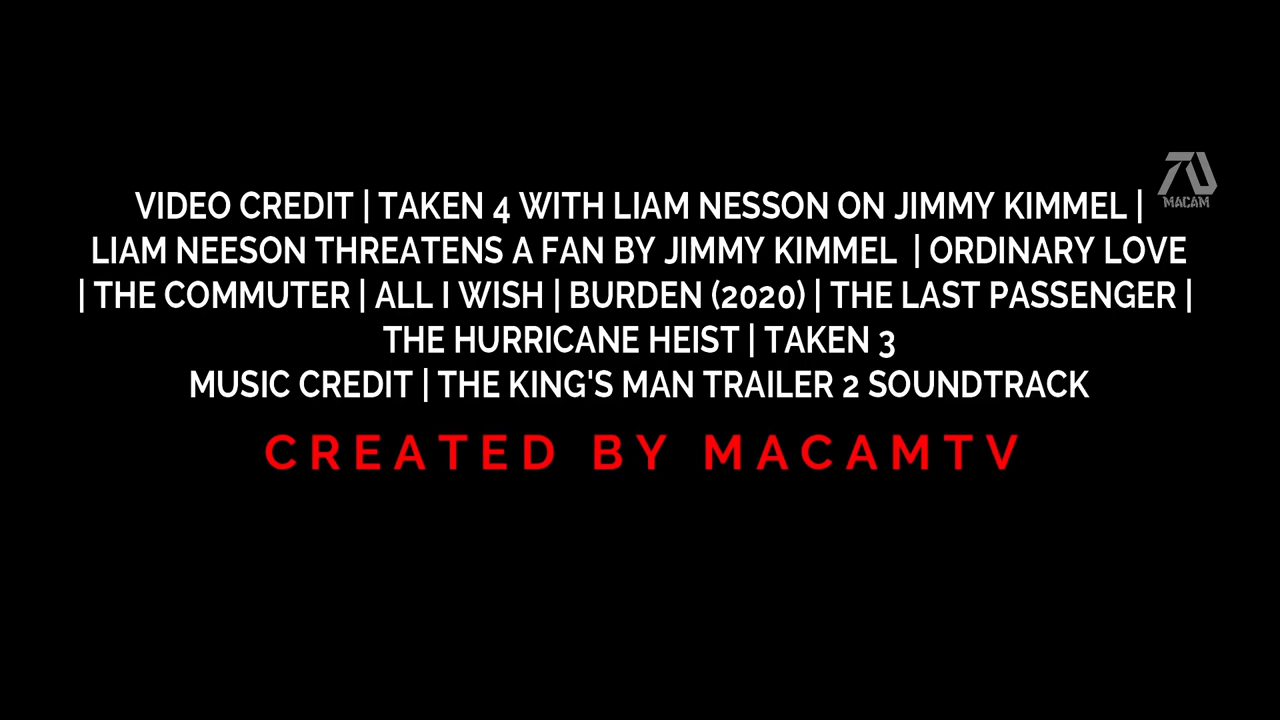 VIDEO CREDIT | TAKEN 4 WITH LIAM NESSON ON JIMMY KIMMEL |
LIAM NEESON THREATENS A FAN BY JIMMY KIMMEL | ORDINARY LOVE
| THE COMMUTER | ALL I WISH | BURDEN (2020) | THE LAST PASSENGER |
THE HURRICANE HEIST | TAKEN 3
MUSIC CREDIT | THE KING'S MAN TRAILER 2 SOUNDTRACK
CREATED BY MACAMTV
MACAM